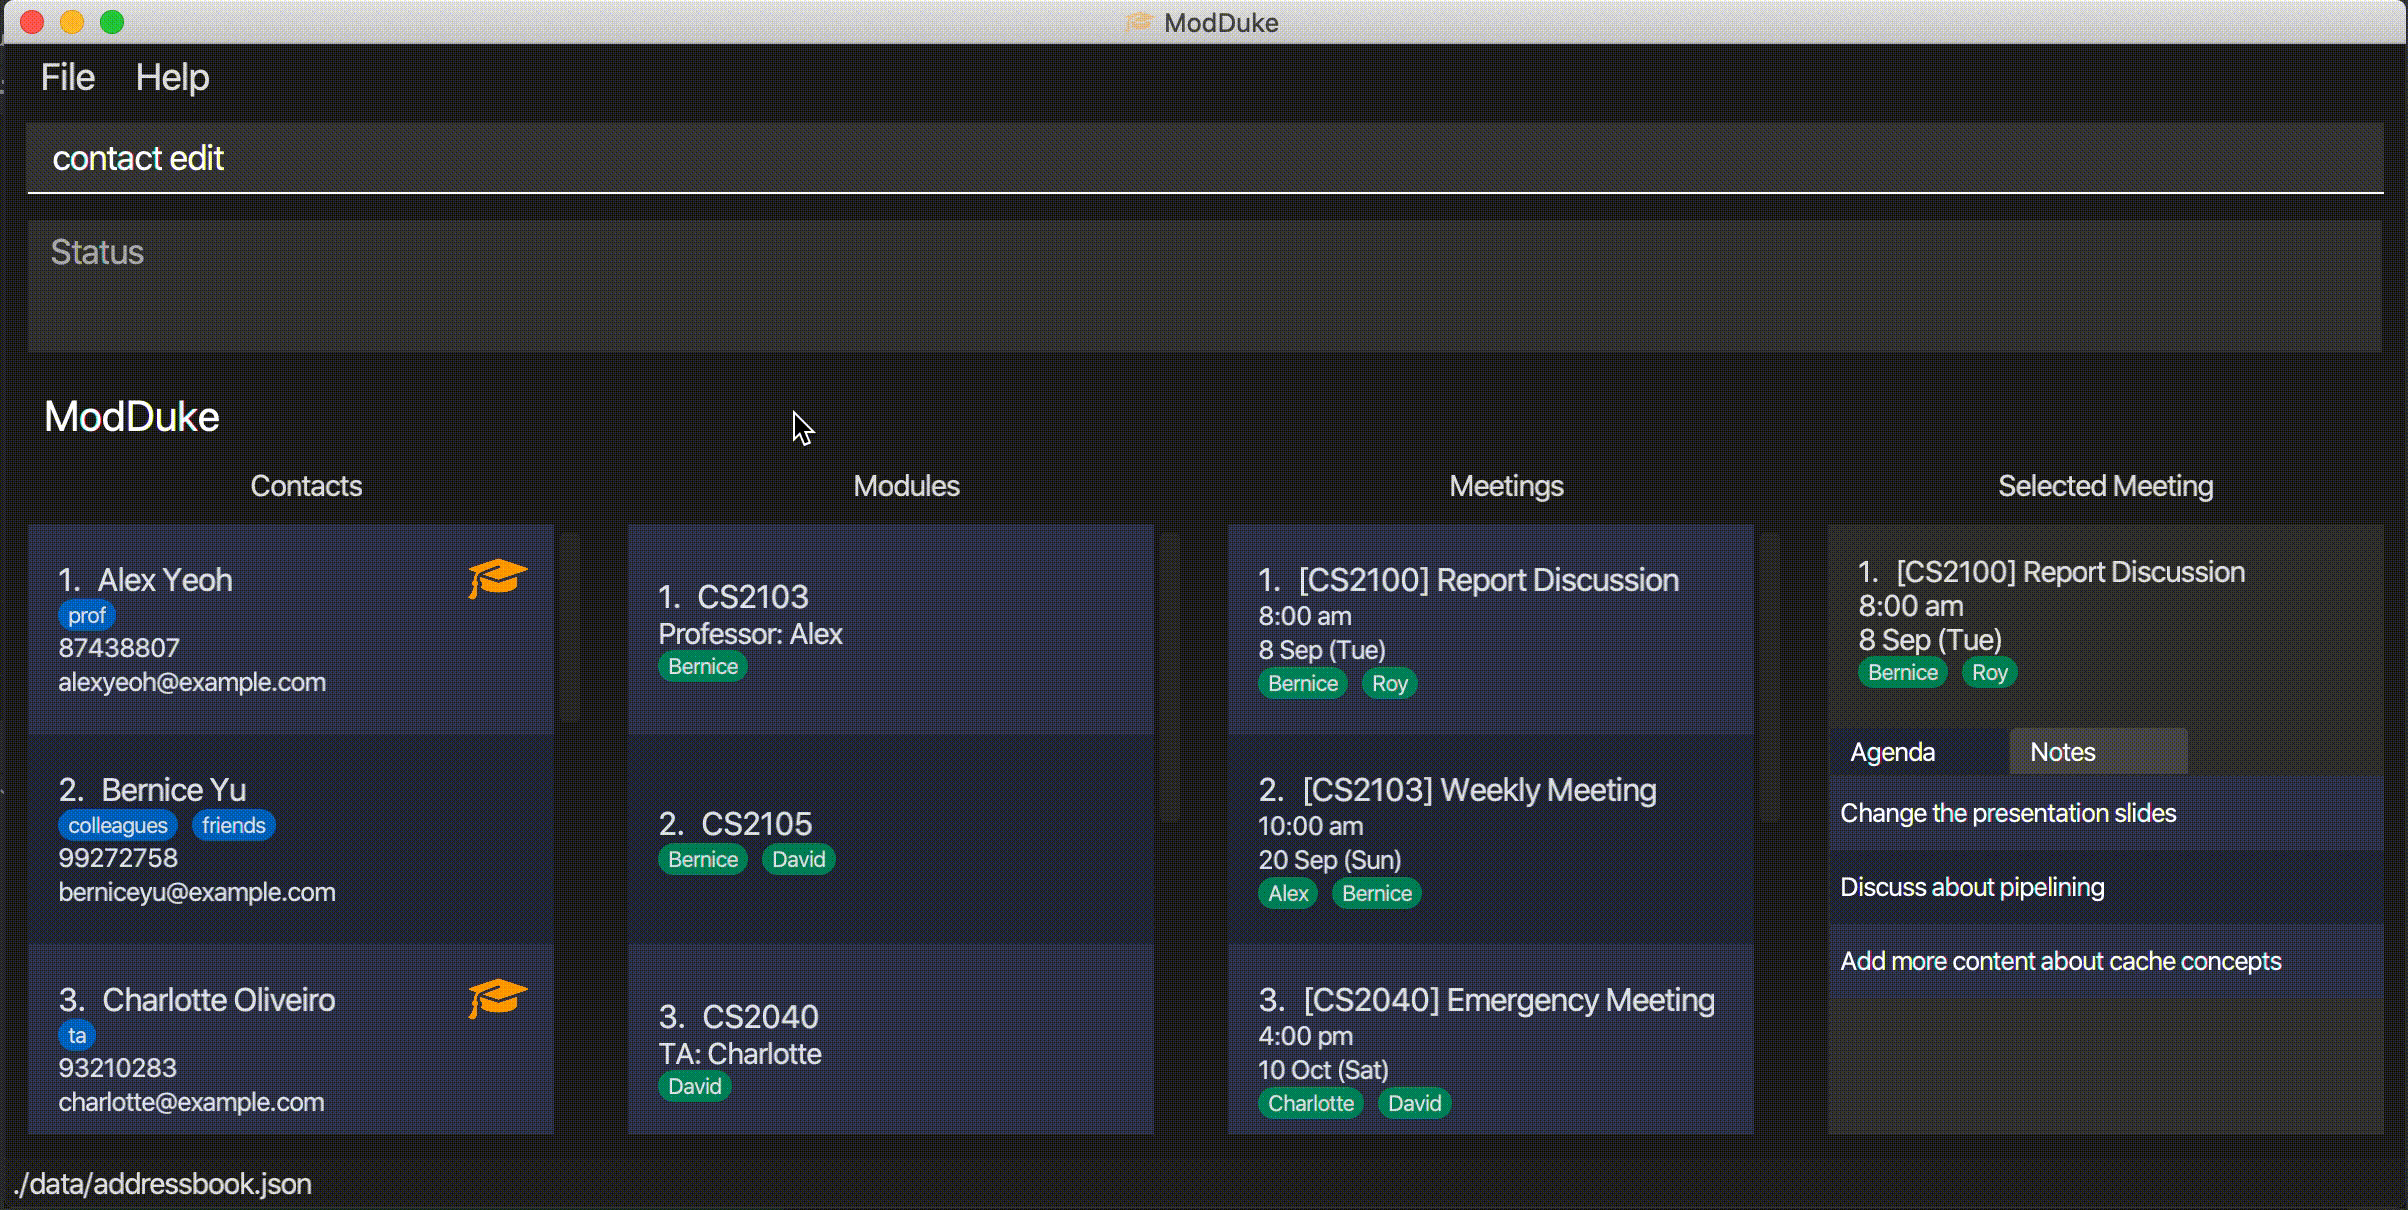 ModDuke
File Help
contact edit
Status
ModDuke
Contacts
1. Alex Yeoh
prof
87438807
alexyeoh@example.com
2. Bernice Yu
colleagues friends
99272758
berniceyu@example.com
3. Charlotte Oliveiro
ta
93210283
charlotte@example.com
Modules
1. CS2103
Professor: Alex
Bernice
2. CS2105
Bernice David
3. CS2040
TA: Charlotte
David
Meetings
1. [CS2100] Report Discussion
8:00 am
8 Sep (Tue)
Bernice Roy
2. [CS2103] Weekly Meeting
10:00 am
20 Sep (Sun)
Alex Bernice
3. [CS2040] Emergency Meeting
4:00 pm
10 Oct (Sat)
Charlotte David
Selected Meeting
1. [CS2100] Report Discussion
8:00 am
8 Sep (Tue)
Bernice Roy
Agenda Notes
Change the presentation slides
Discuss about pipelining
Add more content about cache concepts
./data/addressbook.json